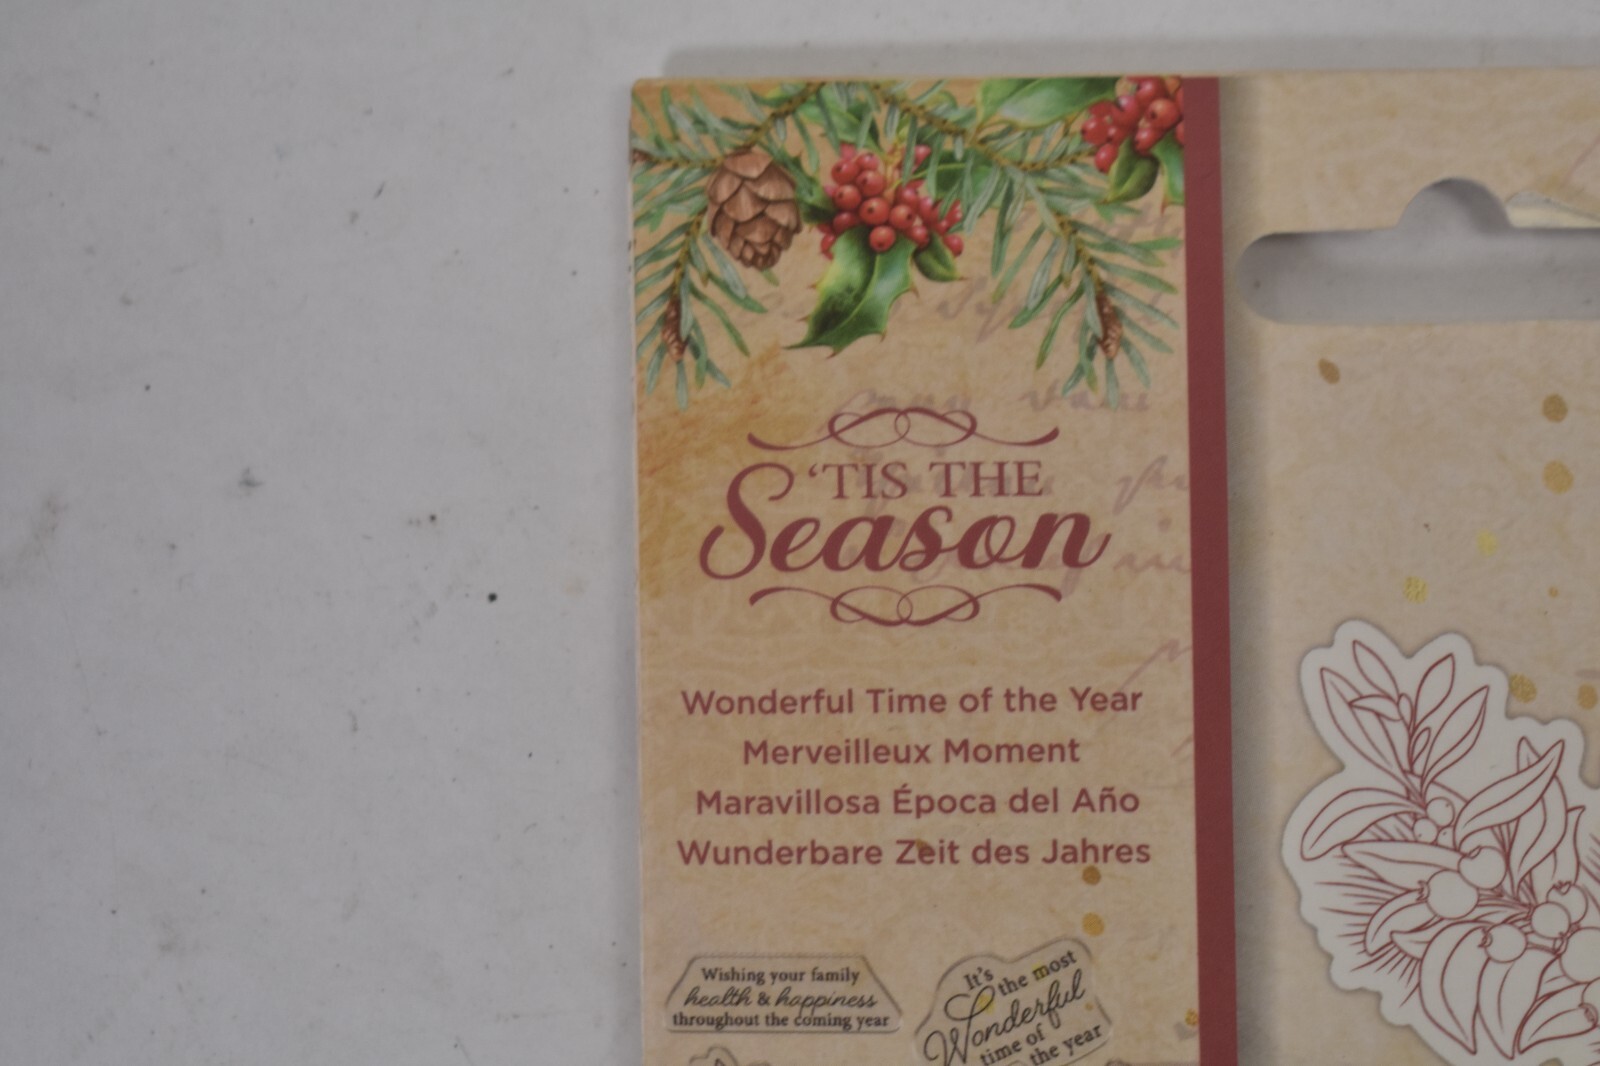 ‘TIS THE
Season
Wonderful Time of the Year
Merveilleux Moment
Maravillosa Época del Año
Wunderbare Zeit des Jahres
Wishing your family
health & happiness
throughout the coming year
It's
the most
Wonderful
time of
the year